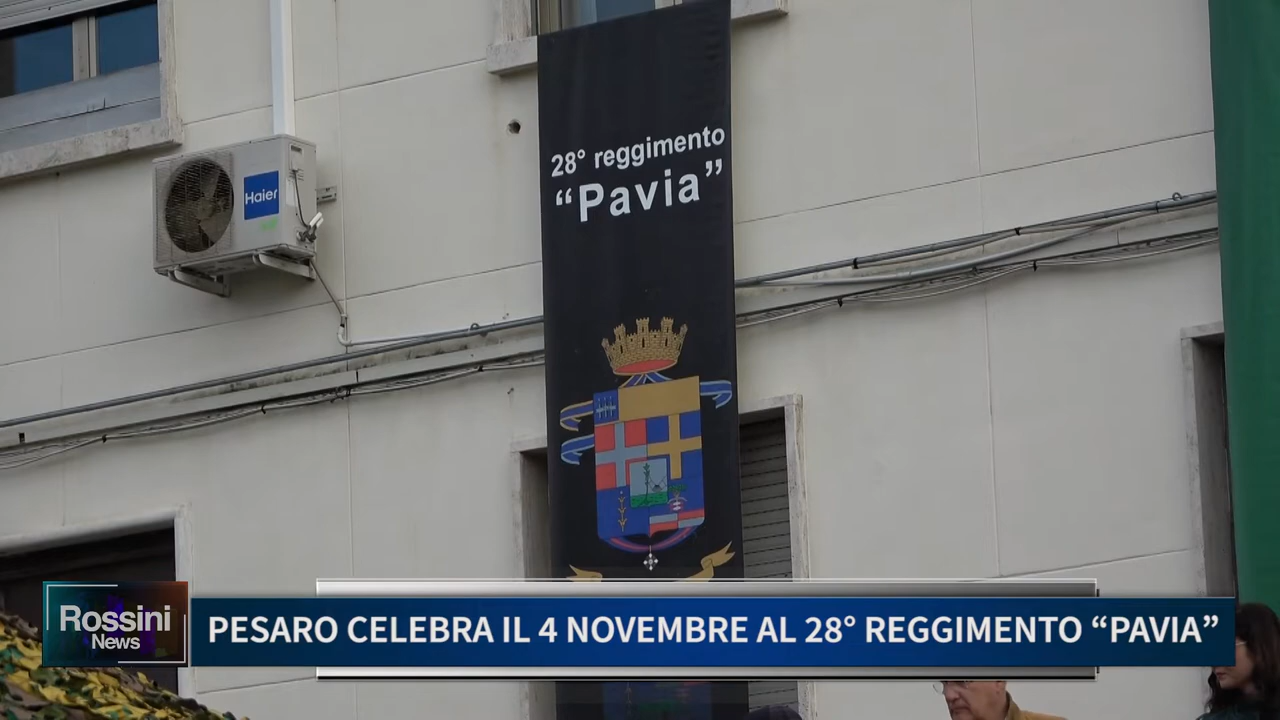 28° reggimento
“Pavia”
Haier
Rossini
News
PESARO CELEBRA IL 4 NOVEMBRE AL 28° REGGIMENTO “PAVIA”